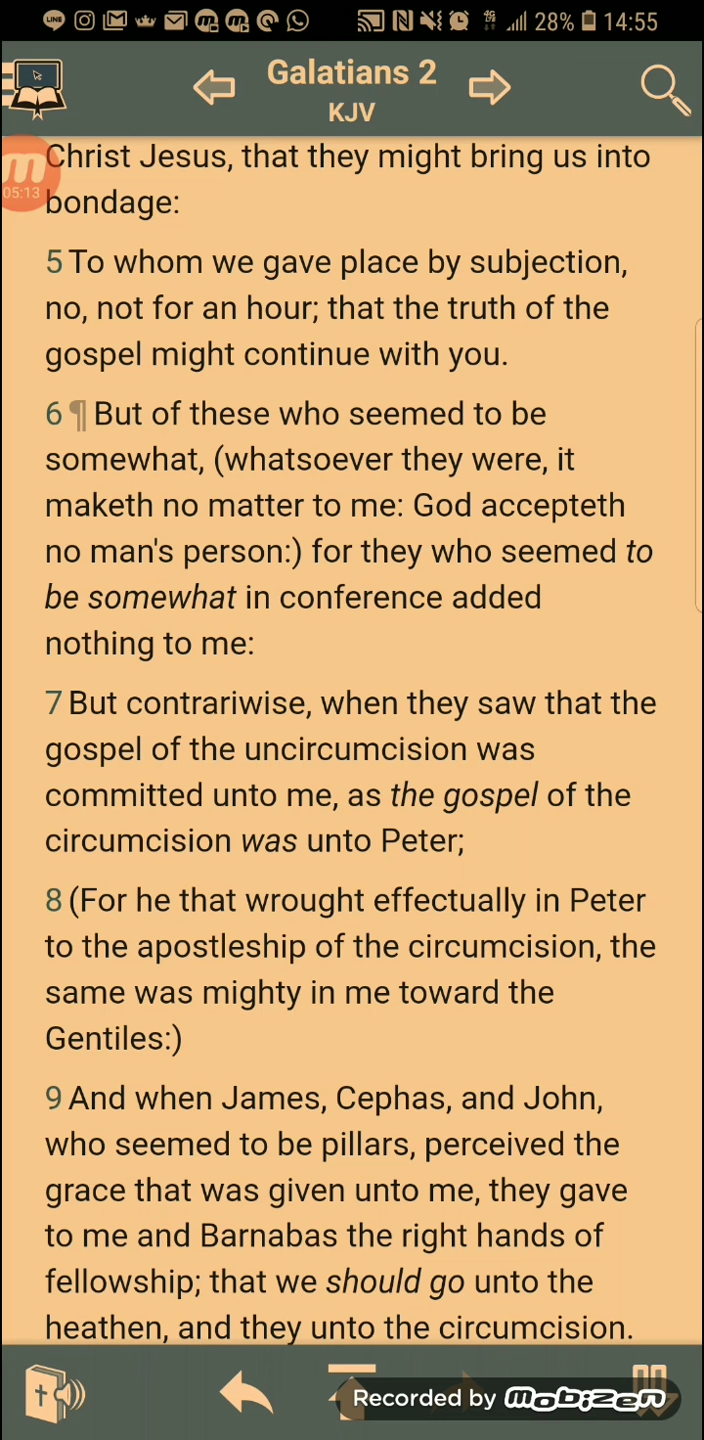 28% 14:55
Galatians 2
KJV
05:13
Christ Jesus, that they might bring us into
bondage:
5 To whom we gave place by subjection,
no, not for an hour; that the truth of the
gospel might continue with you.
6 ¶ But of these who seemed to be
somewhat, (whatsoever they were, it
maketh no matter to me: God accepteth
no man's person:) for they who seemed to
be somewhat in conference added
nothing to me:
7 But contrariwise, when they saw that the
gospel of the uncircumcision was
committed unto me, as the gospel of the
circumcision was unto Peter;
8 (For he that wrought effectually in Peter
to the apostleship of the circumcision, the
same was mighty in me toward the
Gentiles:)
9 And when James, Cephas, and John,
who seemed to be pillars, perceived the
grace that was given unto me, they gave
to me and Barnabas the right hands of
fellowship; that we should go unto the
heathen, and they unto the circumcision.
Recorded by mobizen